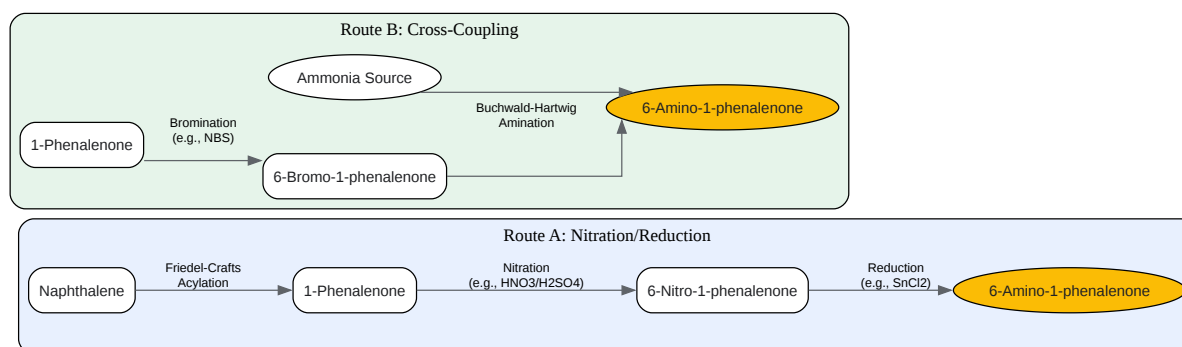 Route B: Cross-Coupling
Ammonia Source
6-Amino-1-phenalenone
Buchwald-Hartwig
Amination
Bromination
(e.g., NBS)
1-Phenalenone
6-Bromo-1-phenalenone
Route A: Nitration/Reduction
Naphthalene
Friedel-Crafts
Acylation
1-Phenalenone
Nitration
(e.g., HNO3/H2SO4)
6-Nitro-1-phenalenone
Reduction
(e.g., SnCl2)
6-Amino-1-phenalenone